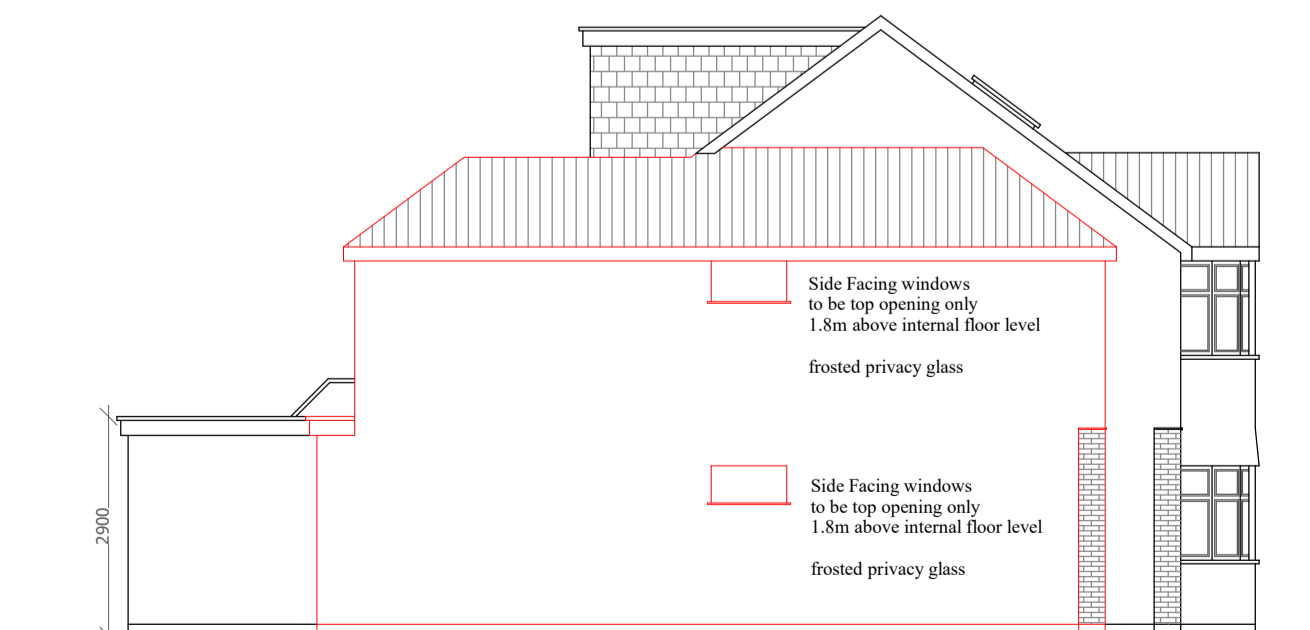 Side Facing windows
to be top opening only
1.8m above internal floor level
frosted privacy glass
2900
Side Facing windows
to be top opening only
1.8m above internal floor level
frosted privacy glass